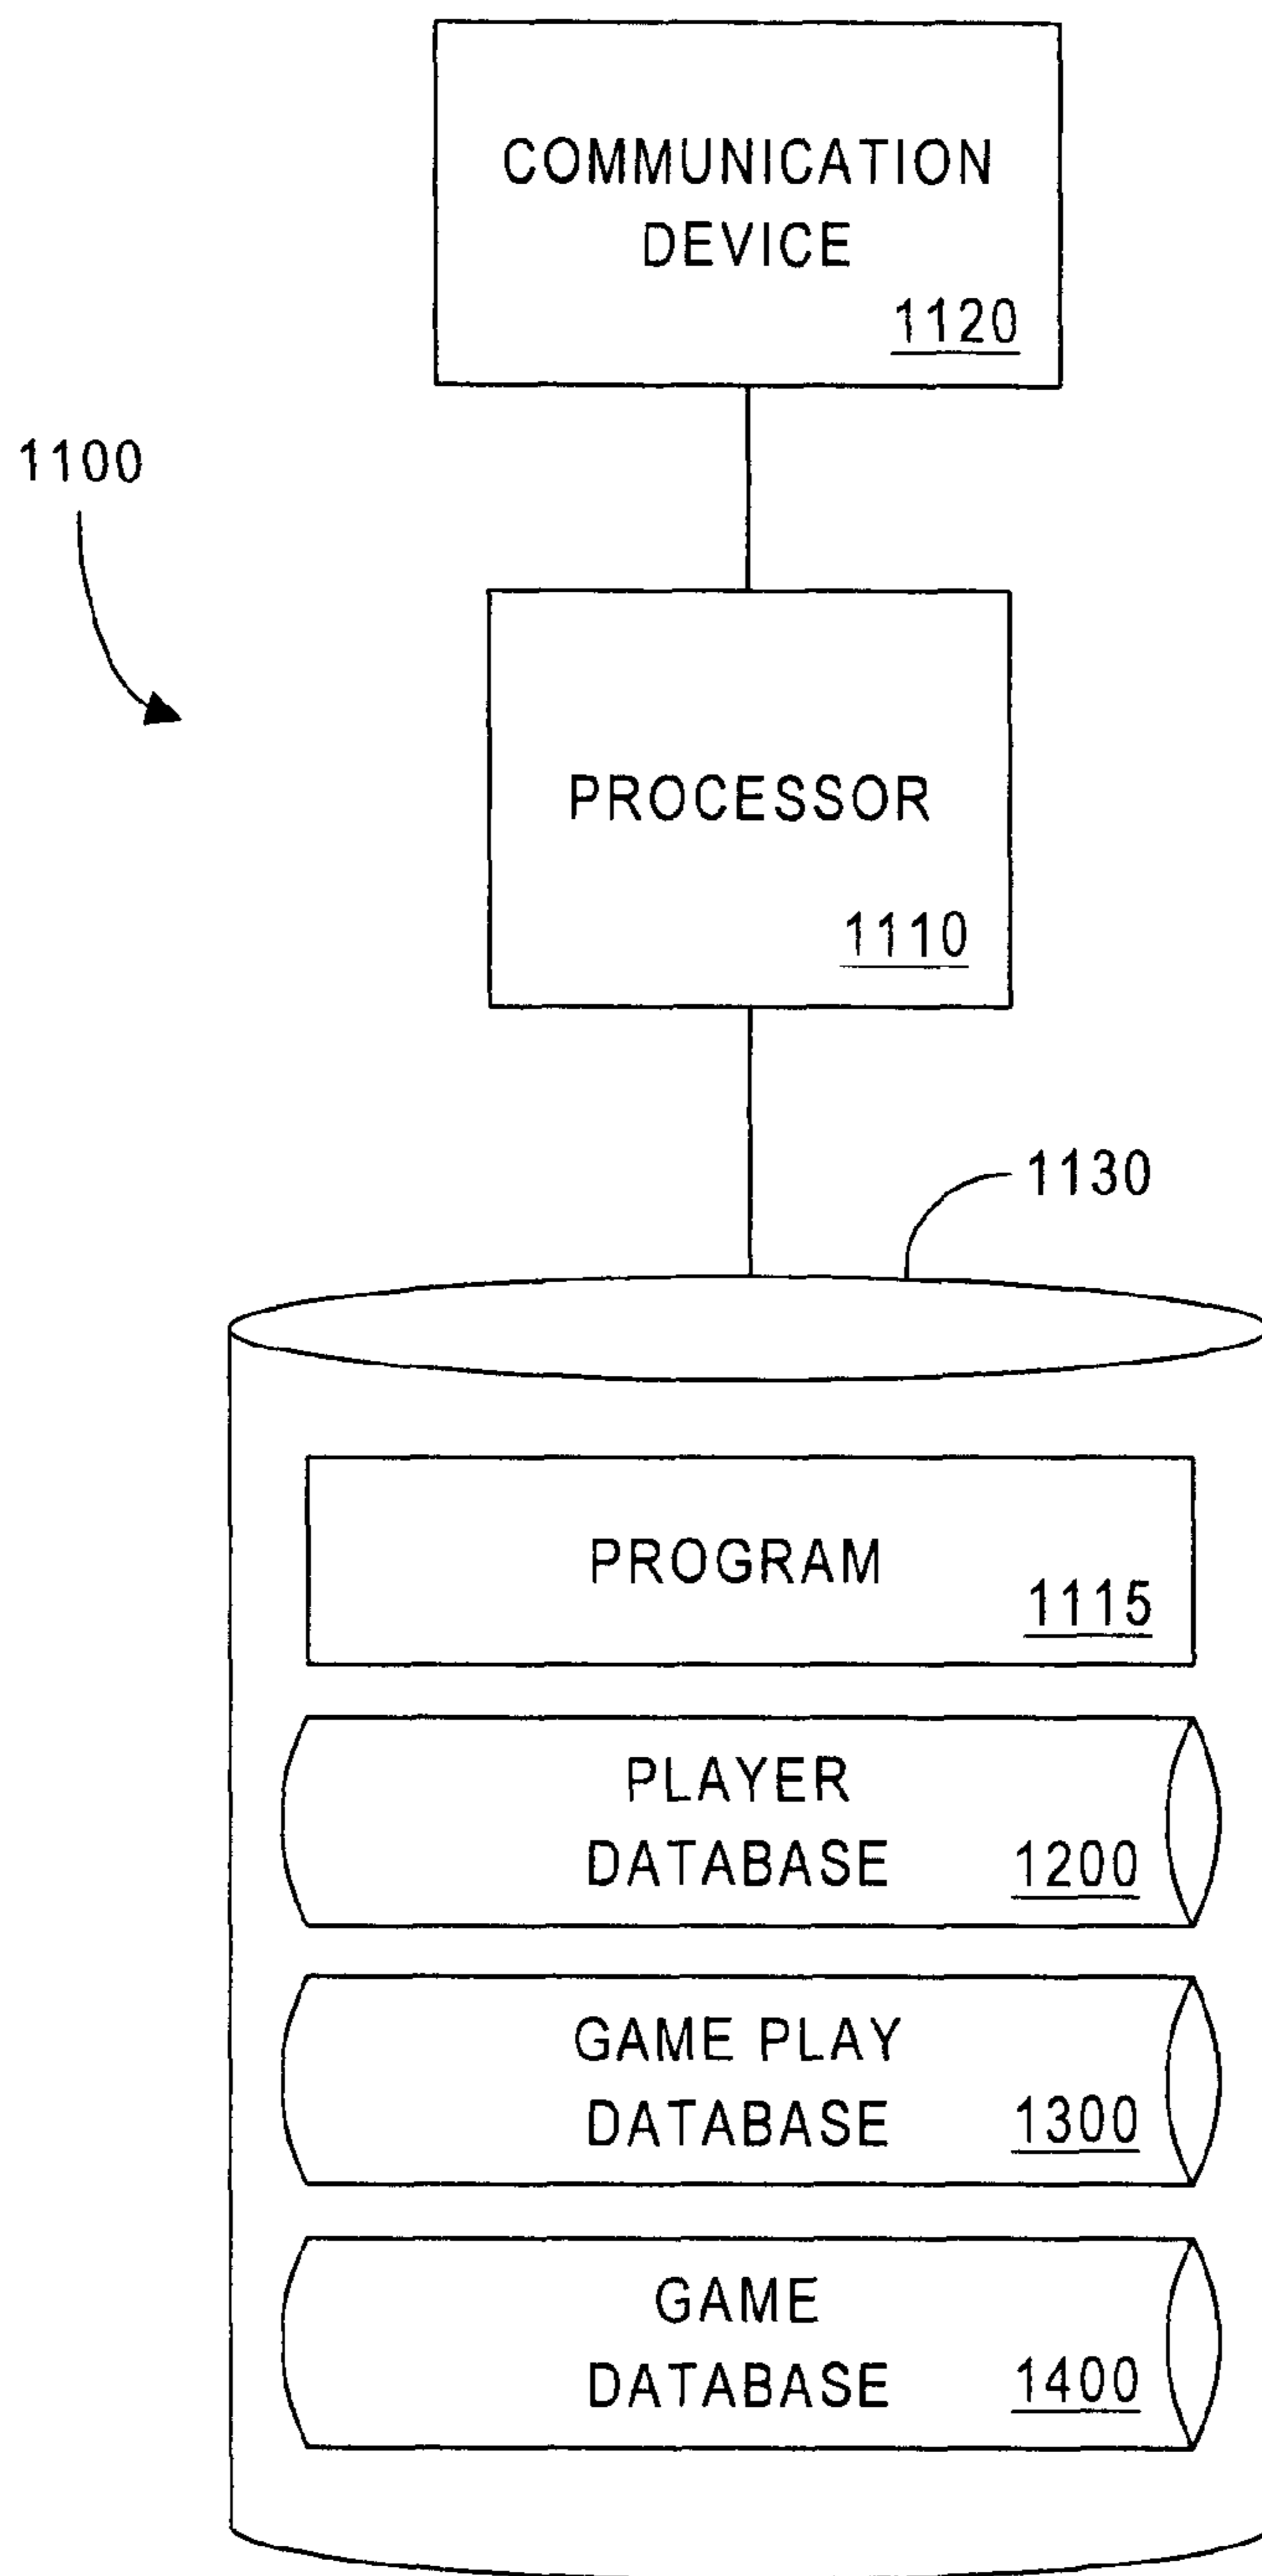 COMMUNICATION
DEVICE
1120
1100
PROCESSOR
1110
1130
PROGRAM
1115
PLAYER
DATABASE 1200
GAME PLAY
DATABASE 1300
GAME
DATABASE 1400